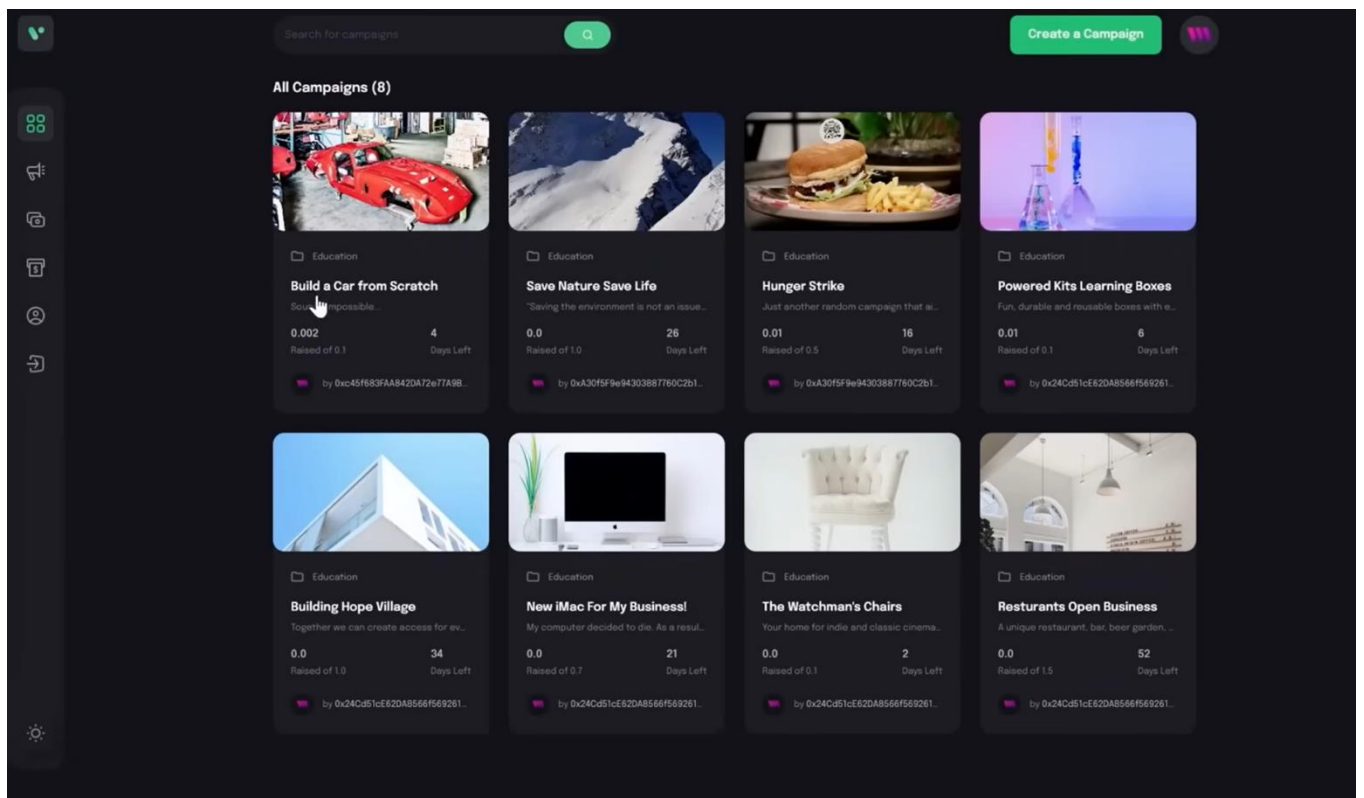 Search for campaigns
Create a Campaign
All Campaigns (8)
Education
Build a Car from Scratch
0.002 4
Raised of 0.1 Days Left
by 0xc45f683FAA842DA72e77A9B...
Education
Save Nature Save Life
"Saving the environment is not an issue...
0.0 26
Raised of 1.0 Days Left
by 0xA30f5F9e94303887760C2b1...
Education
Hunger Strike
Just another random campaign that ai...
0.01 16
Raised of 0.5 Days Left
by 0xA30f5F9e94303887760C2b1...
Education
Powered Kits Learning Boxes
Fun, durable and reusable boxes with e...
0.01 6
Raised of 0.1 Days Left
by 0x24Cd51cE62DA8566f569261...
Education
Building Hope Village
Together we can create access for ev...
0.0 34
Raised of 1.0 Days Left
by 0x24Cd51cE62DA8566f569261...
Education
New iMac For My Business!
My computer decided to die. As a resul...
0.0 21
Raised of 0.7 Days Left
by 0x24Cd51cE62DA8566f569261...
Education
The Watchman's Chairs
Your home for indie and classic cinema...
0.0 2
Raised of 0.1 Days Left
by 0x24Cd51cE62DA8566f569261...
Education
Resturants Open Business
A unique restaurant, bar, beer garden, ...
0.0 52
Raised of 1.5 Days Left
by 0x24Cd51cE62DA8566f569261...